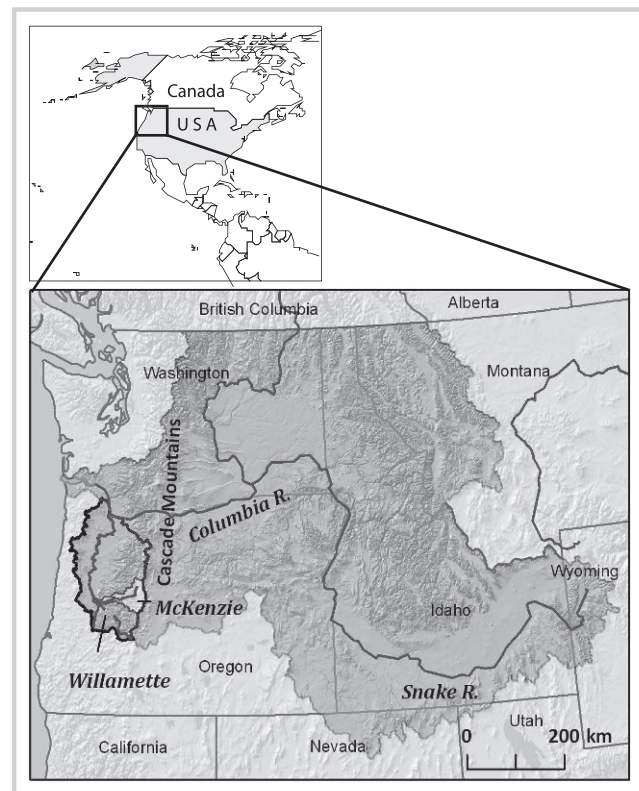 Canada
U S A
British Columbia
Alberta
Washington
Montana
Cascade Mountains
Columbia R.
Wyoming
McKenzie
Idaho
Oregon
Willamette
Snake R.
Utah
0 200 km
California
Nevada